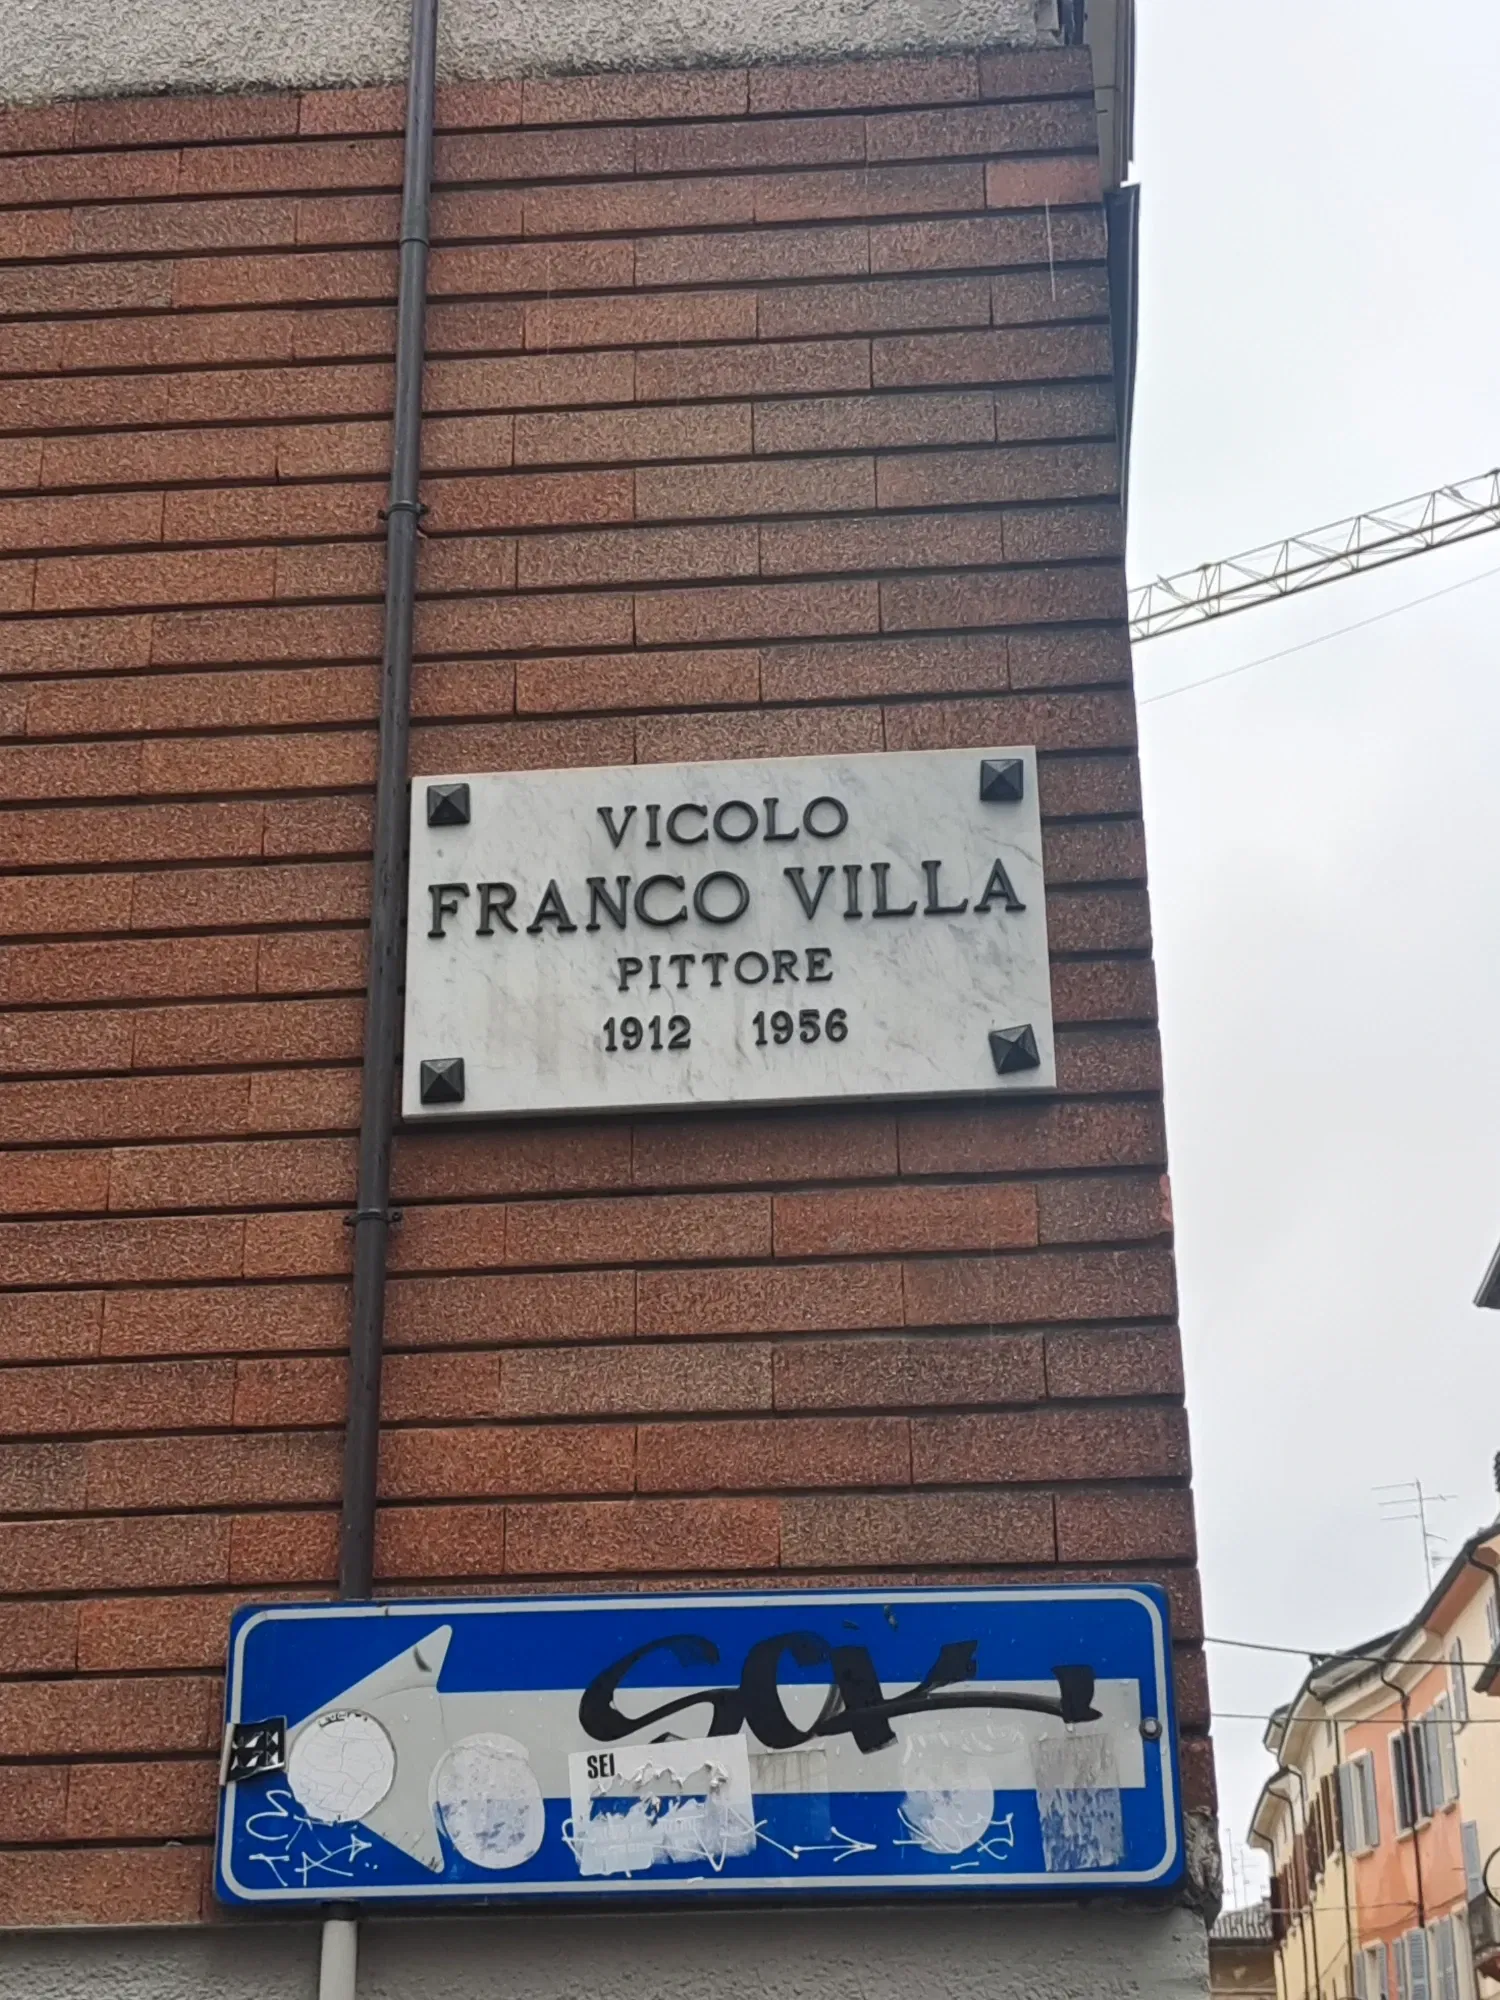 VICOLO
FRANCO VILLA
PITTORE
1912 1956
SEI